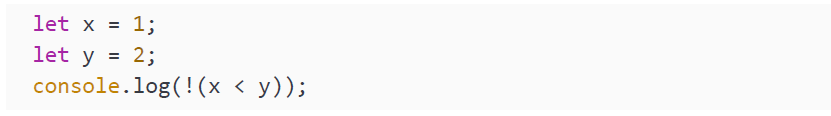 let x = 1;
let y = 2;
console.log(!(x < y));